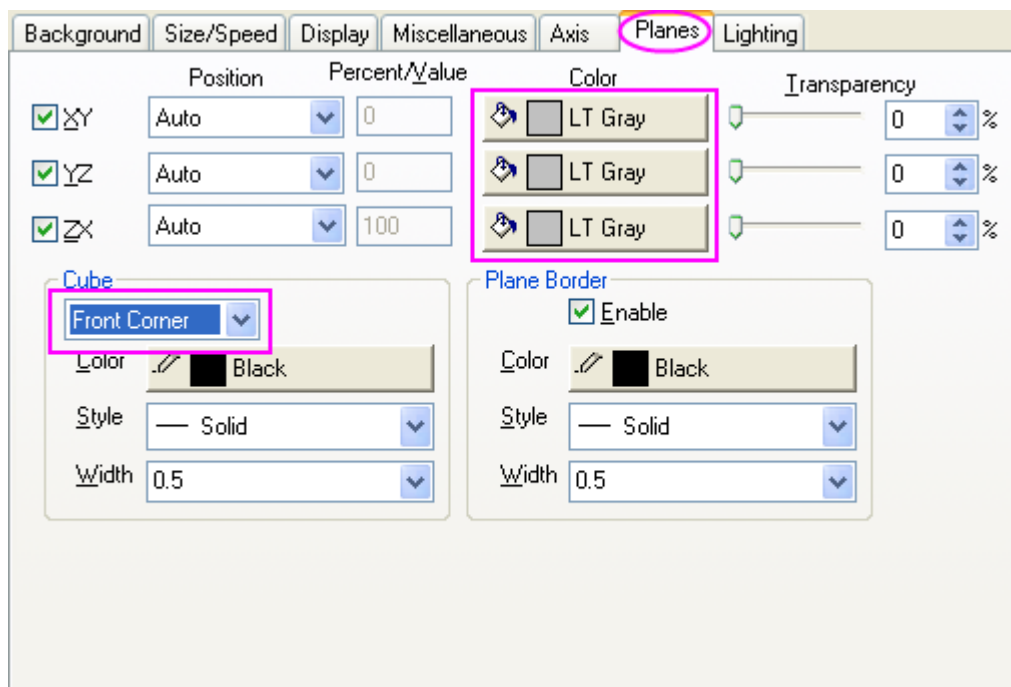 Background Size/Speed Display Miscellaneous Axis Planes Lighting
Position Percent/Value Color Transparency
XY Auto 0 LT Gray 0 %
YZ Auto 0 LT Gray 0 %
ZX Auto 100 LT Gray 0 %
Cube
Front Corner
Color Black
Style Solid
Width 0.5
Plane Border
Enable
Color Black
Style Solid
Width 0.5